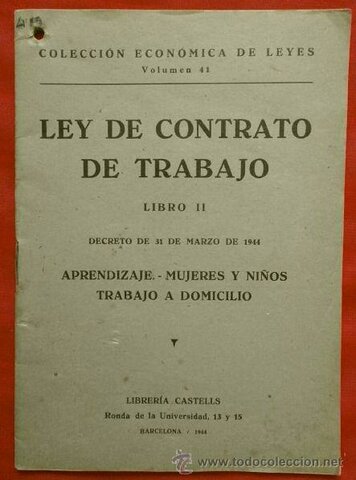 COLECCIÓN ECONÓMICA DE LEYES
Volumen 41
LEY DE CONTRATO
DE TRABAJO
LIBRO II
DECRETO DE 31 DE MARZO DE 1944
APRENDIZAJE.- MUJERES Y NIÑOS
TRABAJO A DOMICILIO
LIBRERÍA CASTELLS
Ronda de la Universidad, 13 y 15
BARCELONA / 1944
todocoleccion
www.todocoleccion.net